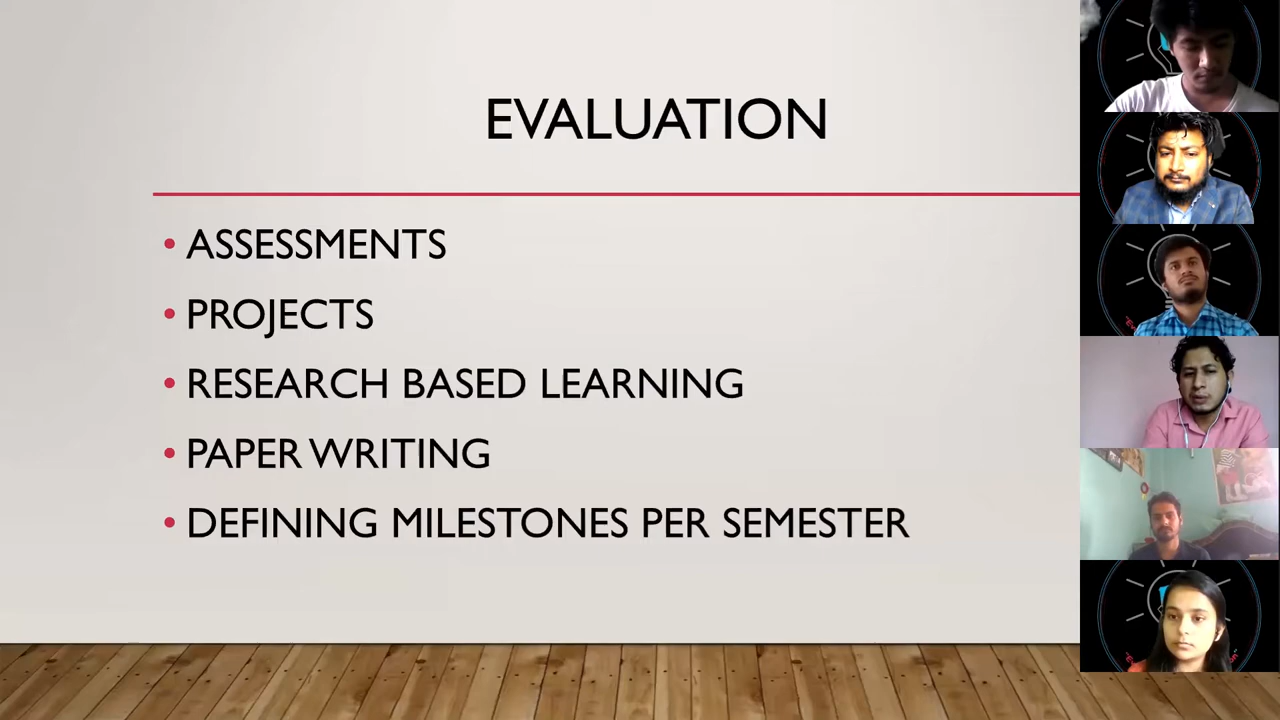 EVALUATION
• ASSESSMENTS
• PROJECTS
• RESEARCH BASED LEARNING
• PAPER WRITING
• DEFINING MILESTONES PER SEMESTER